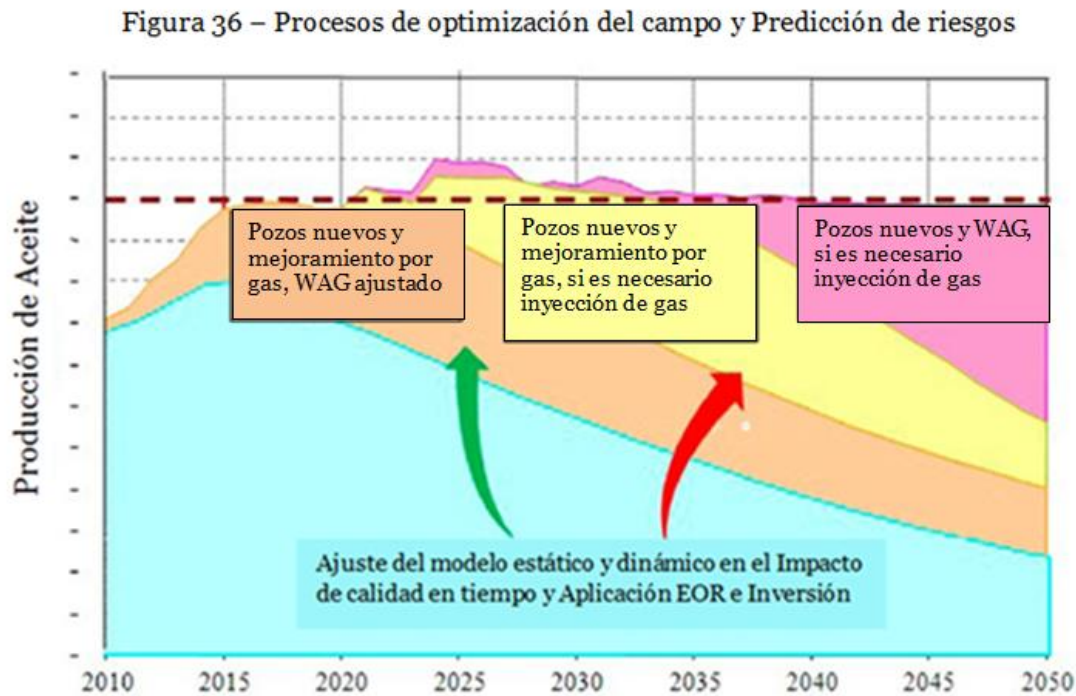 Figura 36 – Procesos de optimización del campo y Predicción de riesgos
Producción de Aceite
Pozos nuevos y
mejoramiento por
gas, WAG ajustado
Pozos nuevos y
mejoramiento por
gas, si es necesario
inyección de gas
Pozos nuevos y WAG,
si es necesario
inyección de gas
Ajuste del modelo estático y dinámico en el Impacto
de calidad en tiempo y Aplicación EOR e Inversión
2010 2015 2020 2025 2030 2035 2040 2045 2050